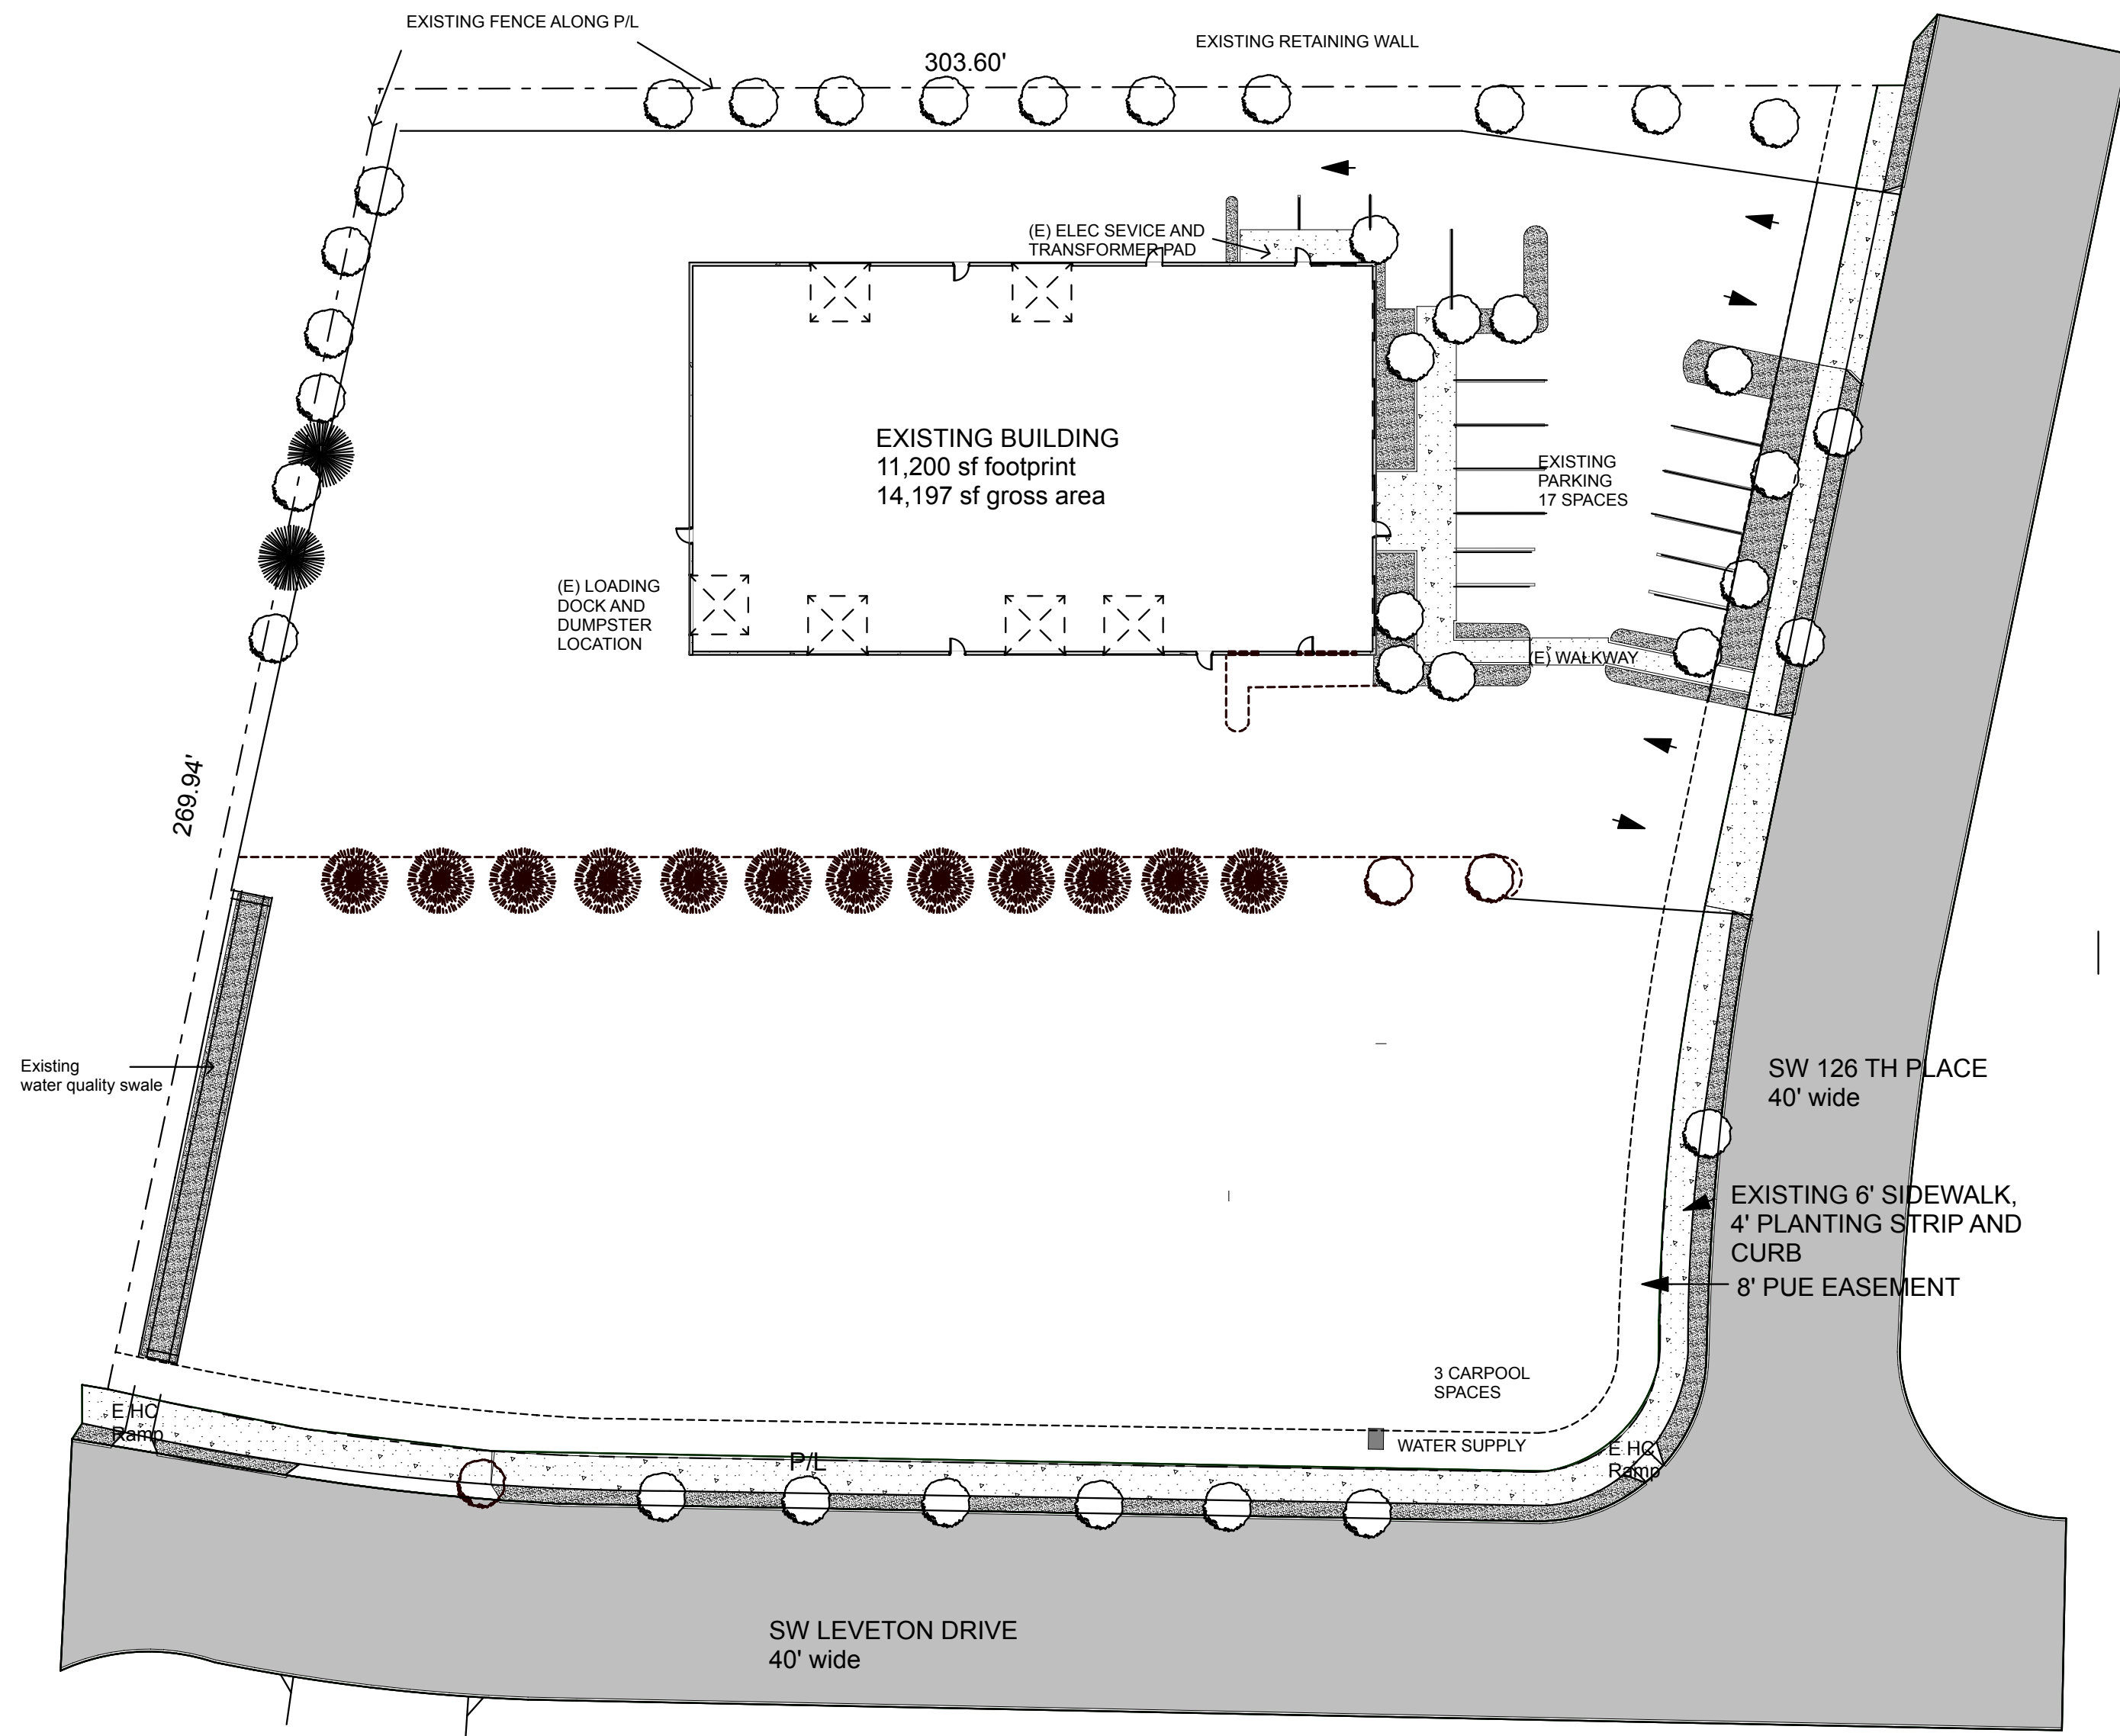 EXISTING FENCE ALONG P/L
303.60'
EXISTING RETAINING WALL
(E) ELEC SEVICE AND
TRANSFORMER PAD
EXISTING BUILDING
11,200 sf footprint
14,197 sf gross area
EXISTING
PARKING
17 SPACES
(E) LOADING
DOCK AND
DUMPSTER
LOCATION
(E) WALKWAY
269.94'
Existing
water quality swale
SW 126 TH PLACE
40' wide
EXISTING 6' SIDEWALK,
4' PLANTING STRIP AND
CURB
8' PUE EASEMENT
3 CARPOOL
SPACES
WATER SUPPLY
E HC
Ramp
E HC
Ramp
P/L
SW LEVETON DRIVE
40' wide